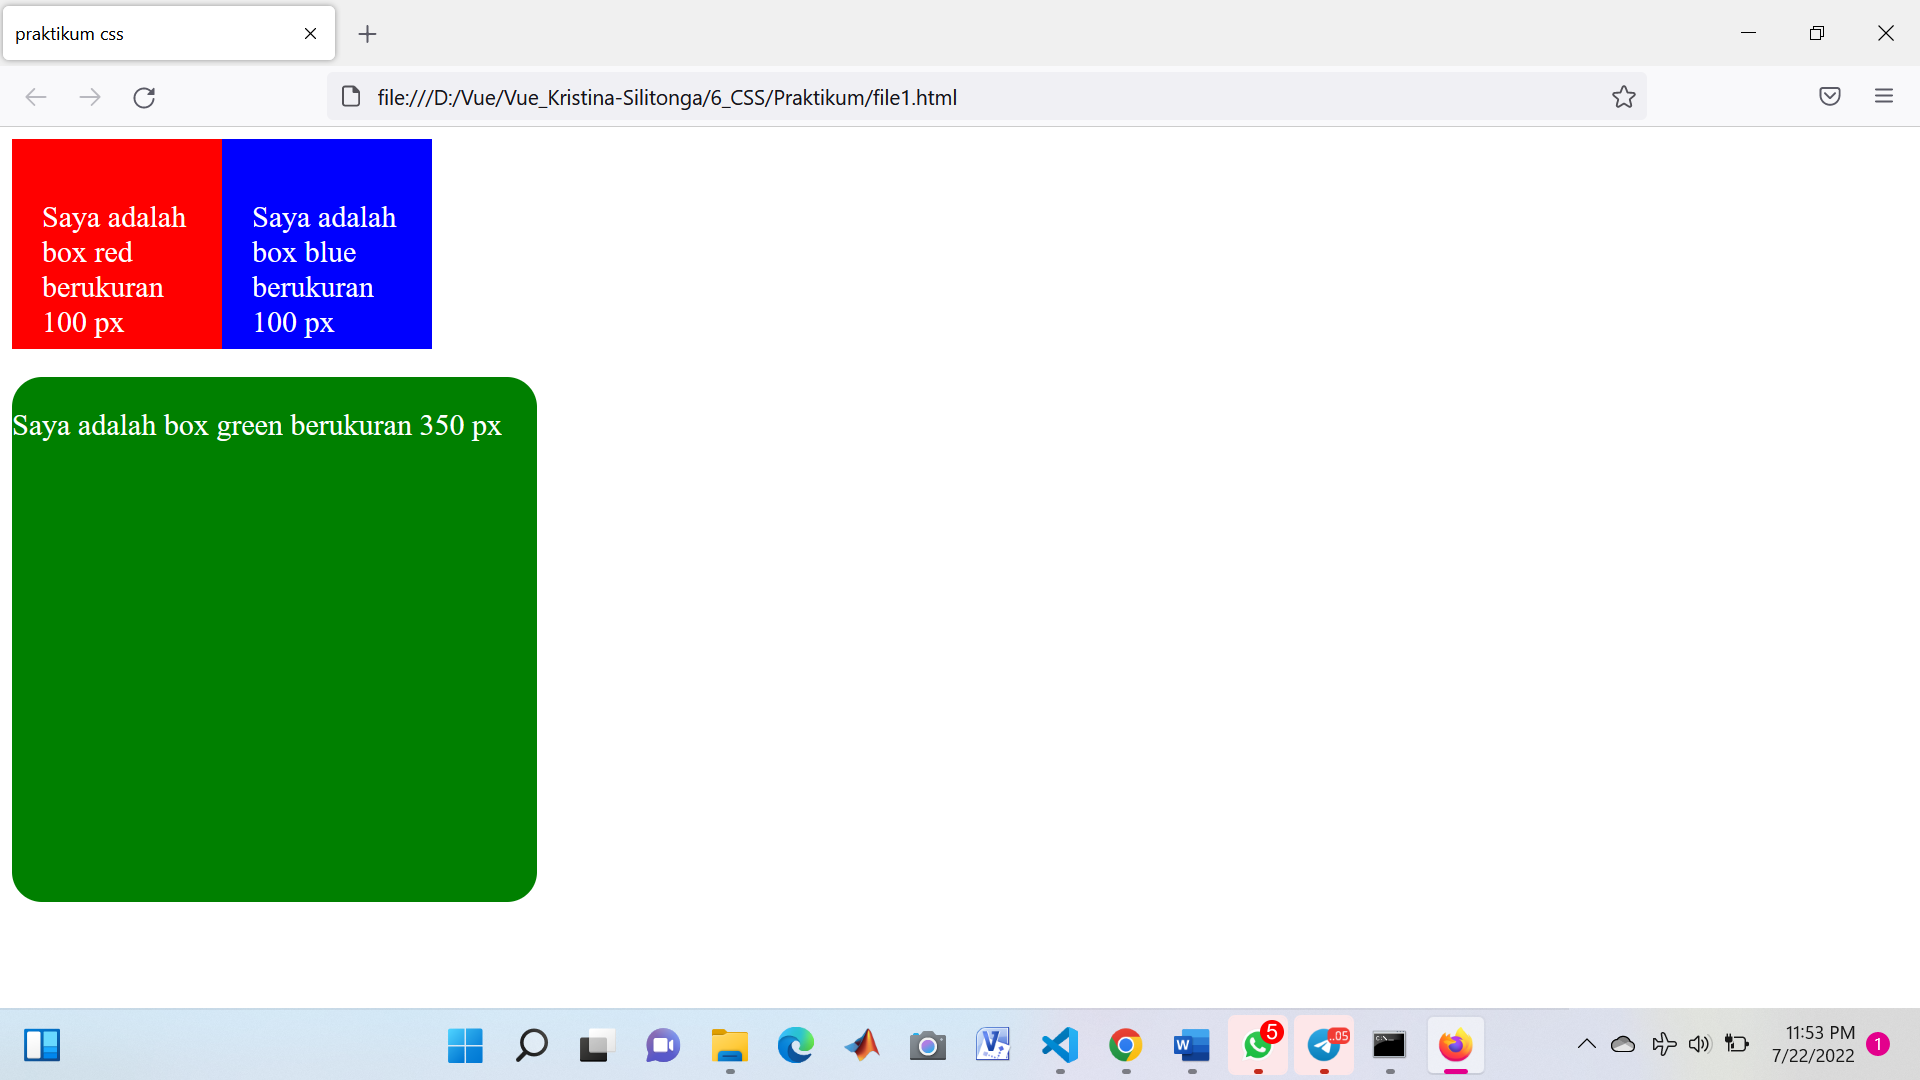 praktikum css
file:///D:/Vue/Vue_Kristina-Silitonga/6_CSS/Praktikum/file1.html
Saya adalah
box red
berukuran
100 px
Saya adalah
box blue
berukuran
100 px
Saya adalah box green berukuran 350 px
5
..05
11:53 PM
7/22/2022
1